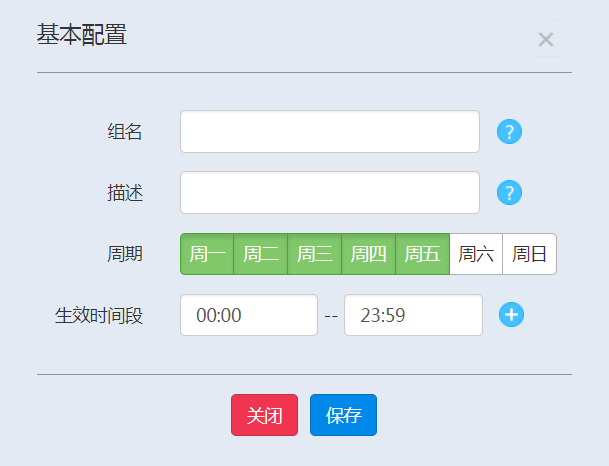 基本配置 ×
组名 ?
描述 ?
周期 周一 周二 周三 周四 周五 周六 周日
生效时间段 00:00 -- 23:59 +
关闭 保存